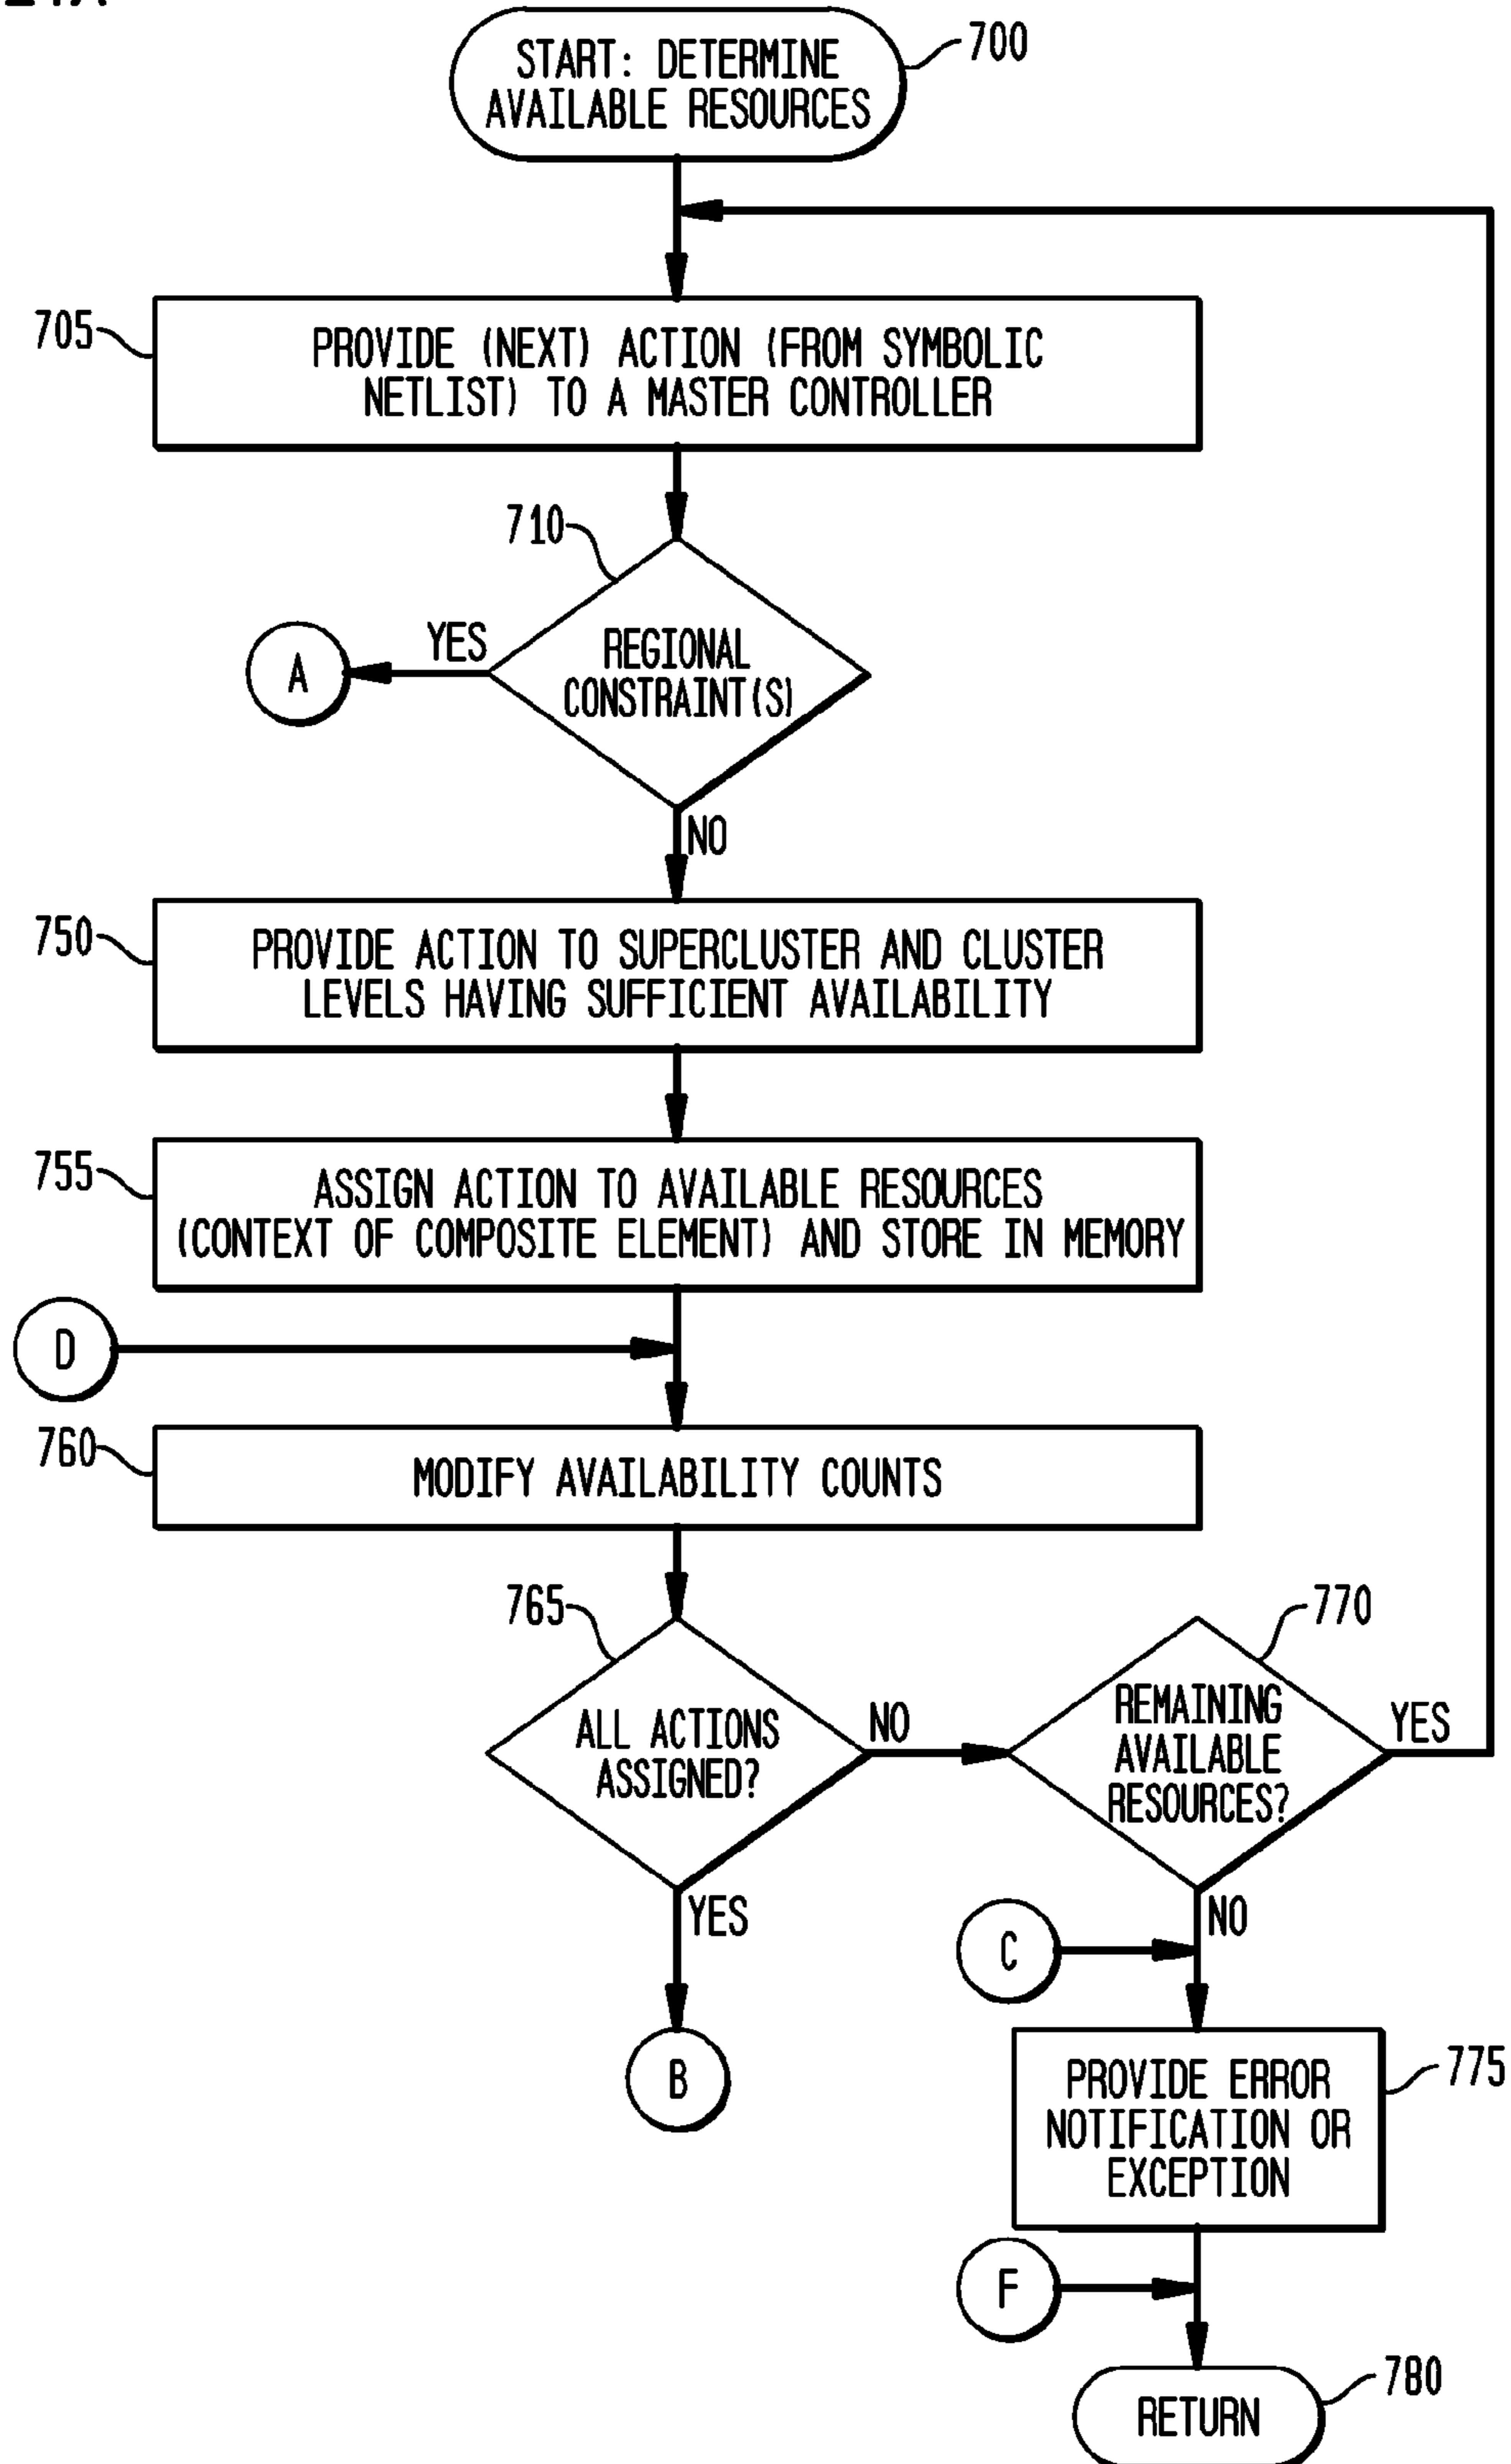 START: DETERMINE
AVAILABLE RESOURCES
700
705
PROVIDE (NEXT) ACTION (FROM SYMBOLIC
NETLIST) TO A MASTER CONTROLLER
710
YES
A
REGIONAL
CONSTRAINT(S)
NO
750
PROVIDE ACTION TO SUPERCLUSTER AND CLUSTER
LEVELS HAVING SUFFICIENT AVAILABILITY
755
ASSIGN ACTION TO AVAILABLE RESOURCES
(CONTEXT OF COMPOSITE ELEMENT) AND STORE IN MEMORY
D
760
MODIFY AVAILABILITY COUNTS
765
ALL ACTIONS
ASSIGNED?
NO
770
REMAINING
AVAILABLE
RESOURCES?
YES
YES
NO
C
B
PROVIDE ERROR
NOTIFICATION OR
EXCEPTION
775
F
RETURN
780